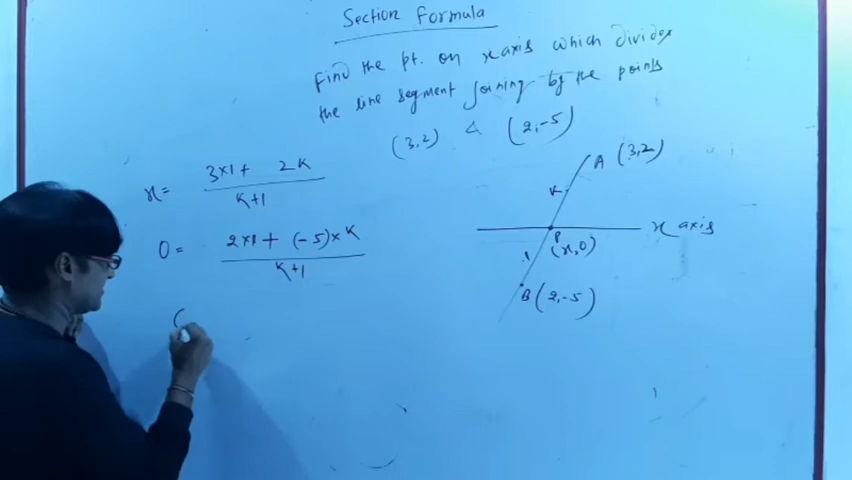 Section Formula
Find the pt. on x axis which divides
the line segment joining by the points
(3,2) & (2,-5)
x = 3×1 + 2K
K+1
0 = 2×1 + (-5)×K
K+1
A (3,2)
K
x axis
P
(x,0)
1
B (2,-5)
(